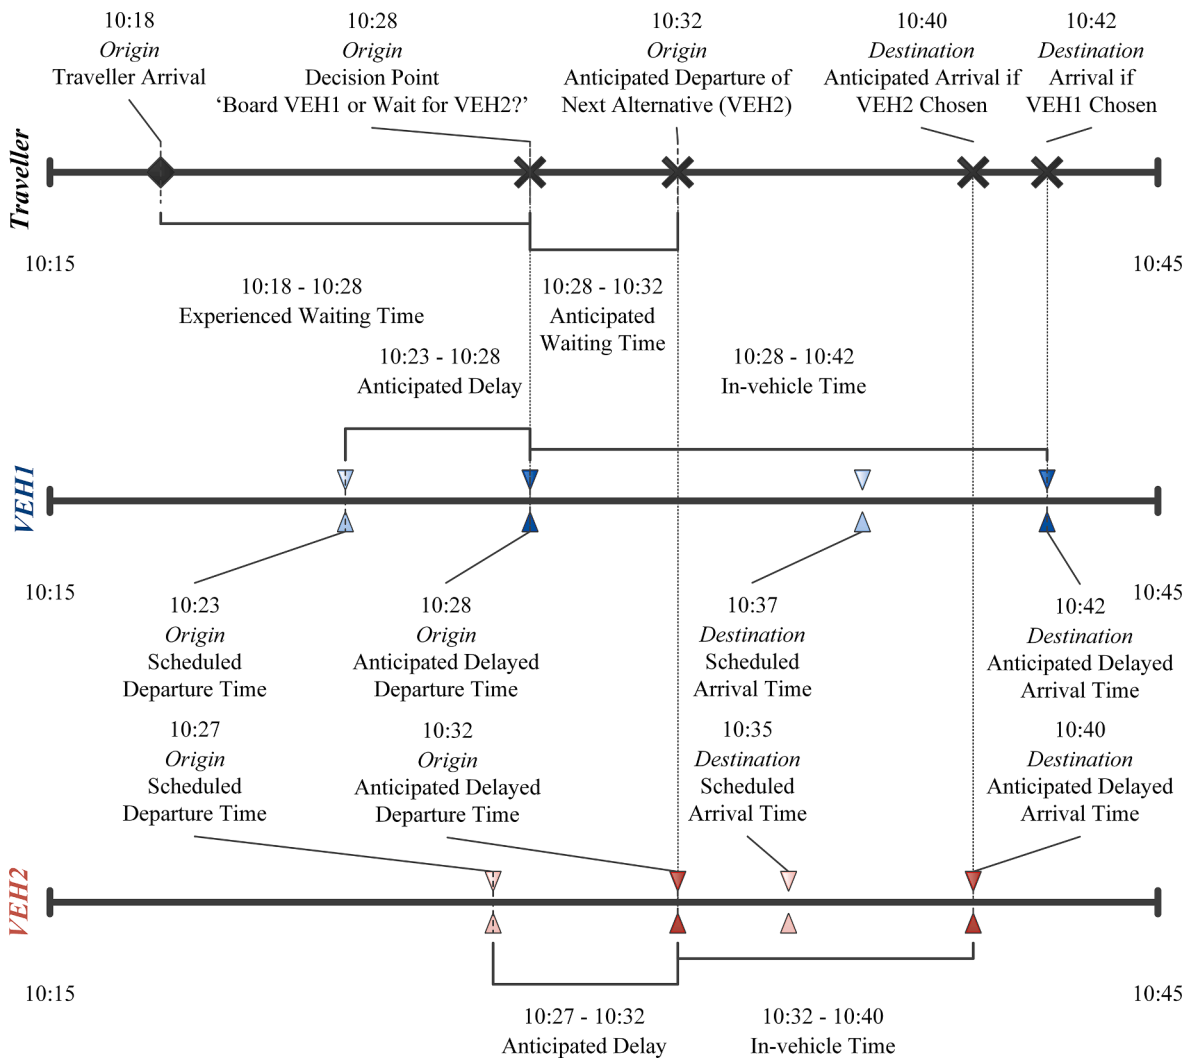 10:18
Origin
Traveller Arrival
10:28
Origin
Decision Point
‘Board VEH1 or Wait for VEH2?’
10:32
Origin
Anticipated Departure of
Next Alternative (VEH2)
10:40
Destination
Anticipated Arrival if
VEH2 Chosen
10:42
Destination
Arrival if
VEH1 Chosen
Traveller
10:15
10:45
10:18 - 10:28
Experienced Waiting Time
10:28 - 10:32
Anticipated
Waiting Time
10:23 - 10:28
Anticipated Delay
10:28 - 10:42
In-vehicle Time
VEH1
10:15
10:45
10:23
Origin
Scheduled
Departure Time
10:28
Origin
Anticipated Delayed
Departure Time
10:37
Destination
Scheduled
Arrival Time
10:42
Destination
Anticipated Delayed
Arrival Time
10:27
Origin
Scheduled
Departure Time
10:32
Origin
Anticipated Delayed
Departure Time
10:35
Destination
Scheduled
Arrival Time
10:40
Destination
Anticipated Delayed
Arrival Time
VEH2
10:15
10:45
10:27 - 10:32
Anticipated Delay
10:32 - 10:40
In-vehicle Time